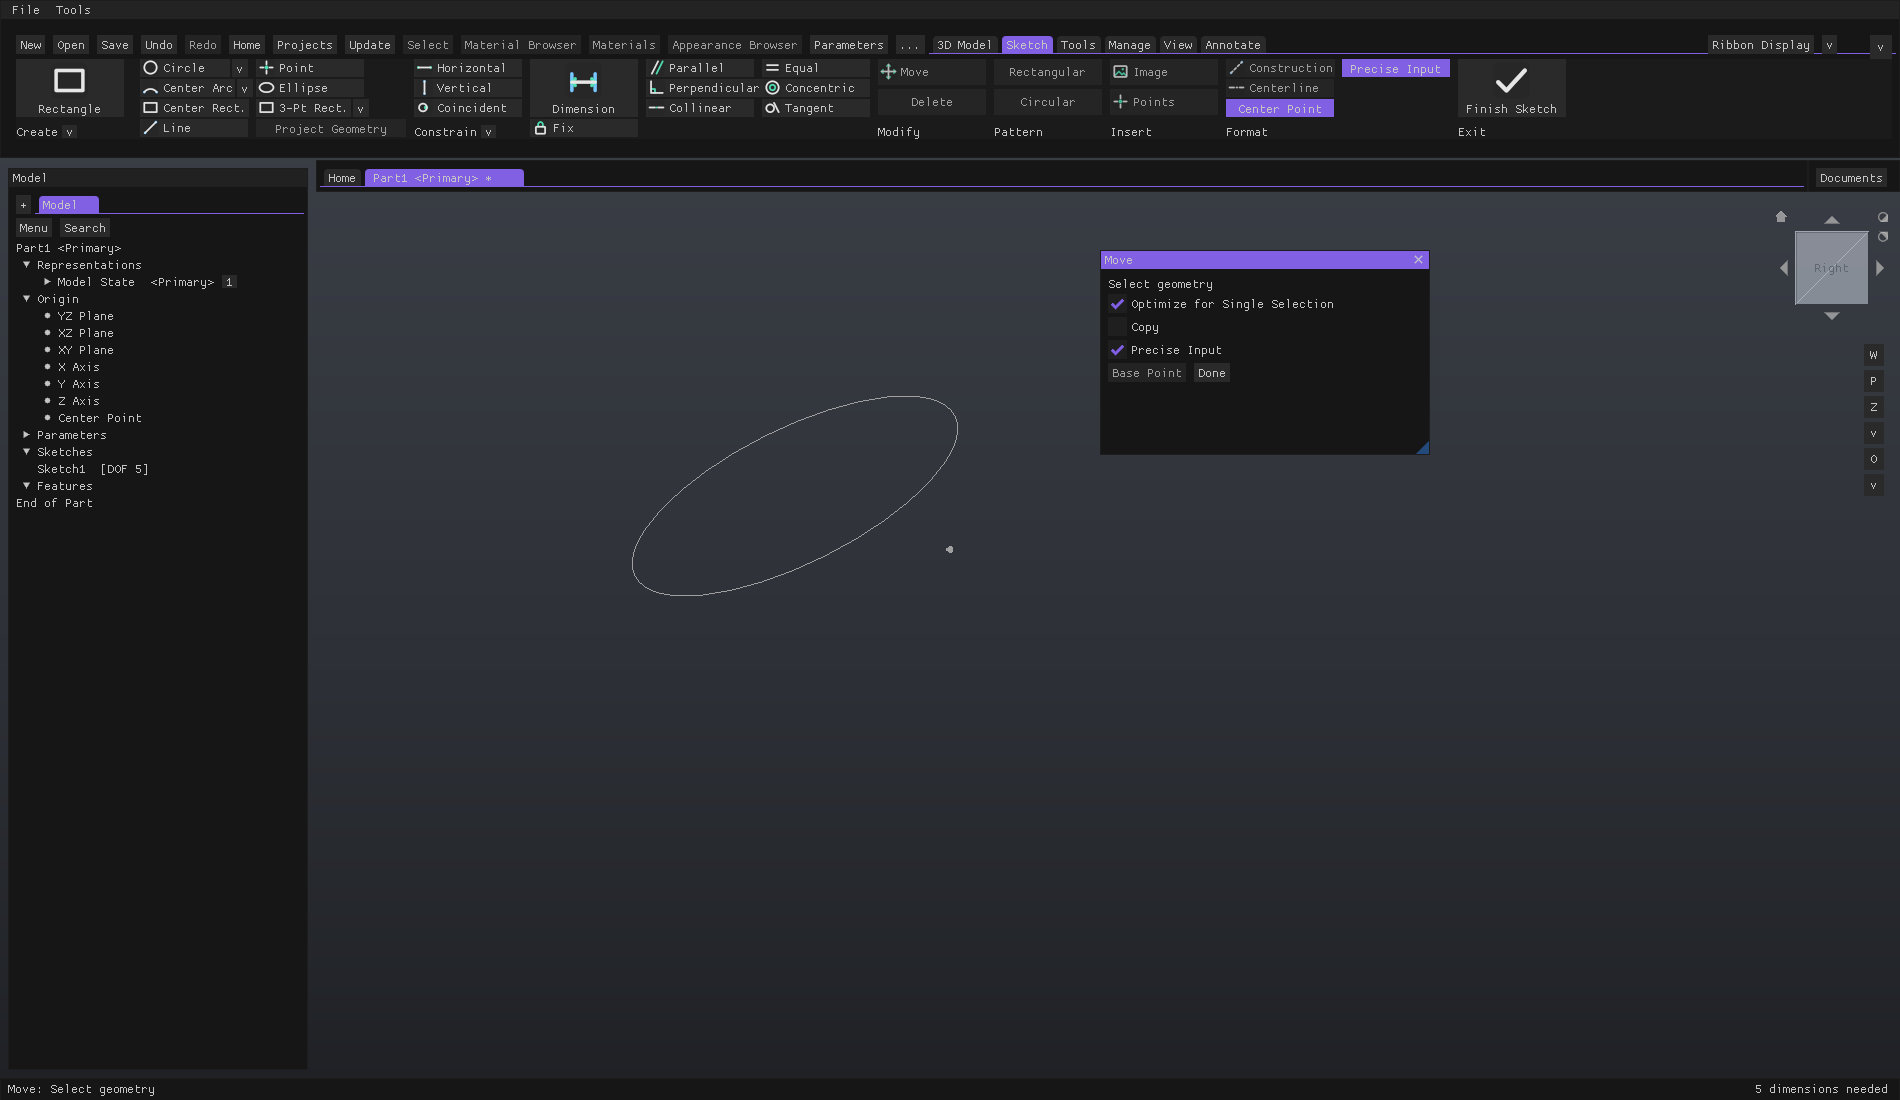 File Tools
New Open Save Undo Redo Home Projects Update Select Material Browser Materials Appearance Browser Parameters ... 3D Model Sketch Tools Manage View Annotate Ribbon Display v v
Circle v Point Horizontal Parallel Equal Move Rectangular Image Construction Precise Input
Center Arc v Ellipse Vertical Perpendicular Concentric Centerline
Rectangle Center Rect. 3-Pt Rect. v Coincident Dimension Collinear Tangent Delete Circular Points Center Point Finish Sketch
Create v Line Project Geometry Constrain v Fix Modify Pattern Insert Format Exit
Model
Home Part1 <Primary> * Documents
+ Model
Menu Search
Part1 <Primary>
Representations
Model State <Primary> 1
Origin
YZ Plane
XZ Plane
XY Plane
X Axis
Y Axis
Z Axis
Center Point
Parameters
Sketches
Sketch1 [DOF 5]
Features
End of Part
Move
Select geometry
Optimize for Single Selection
Copy
Precise Input
Base Point Done
Right
W
P
Z
v
O
v
Move: Select geometry
5 dimensions needed